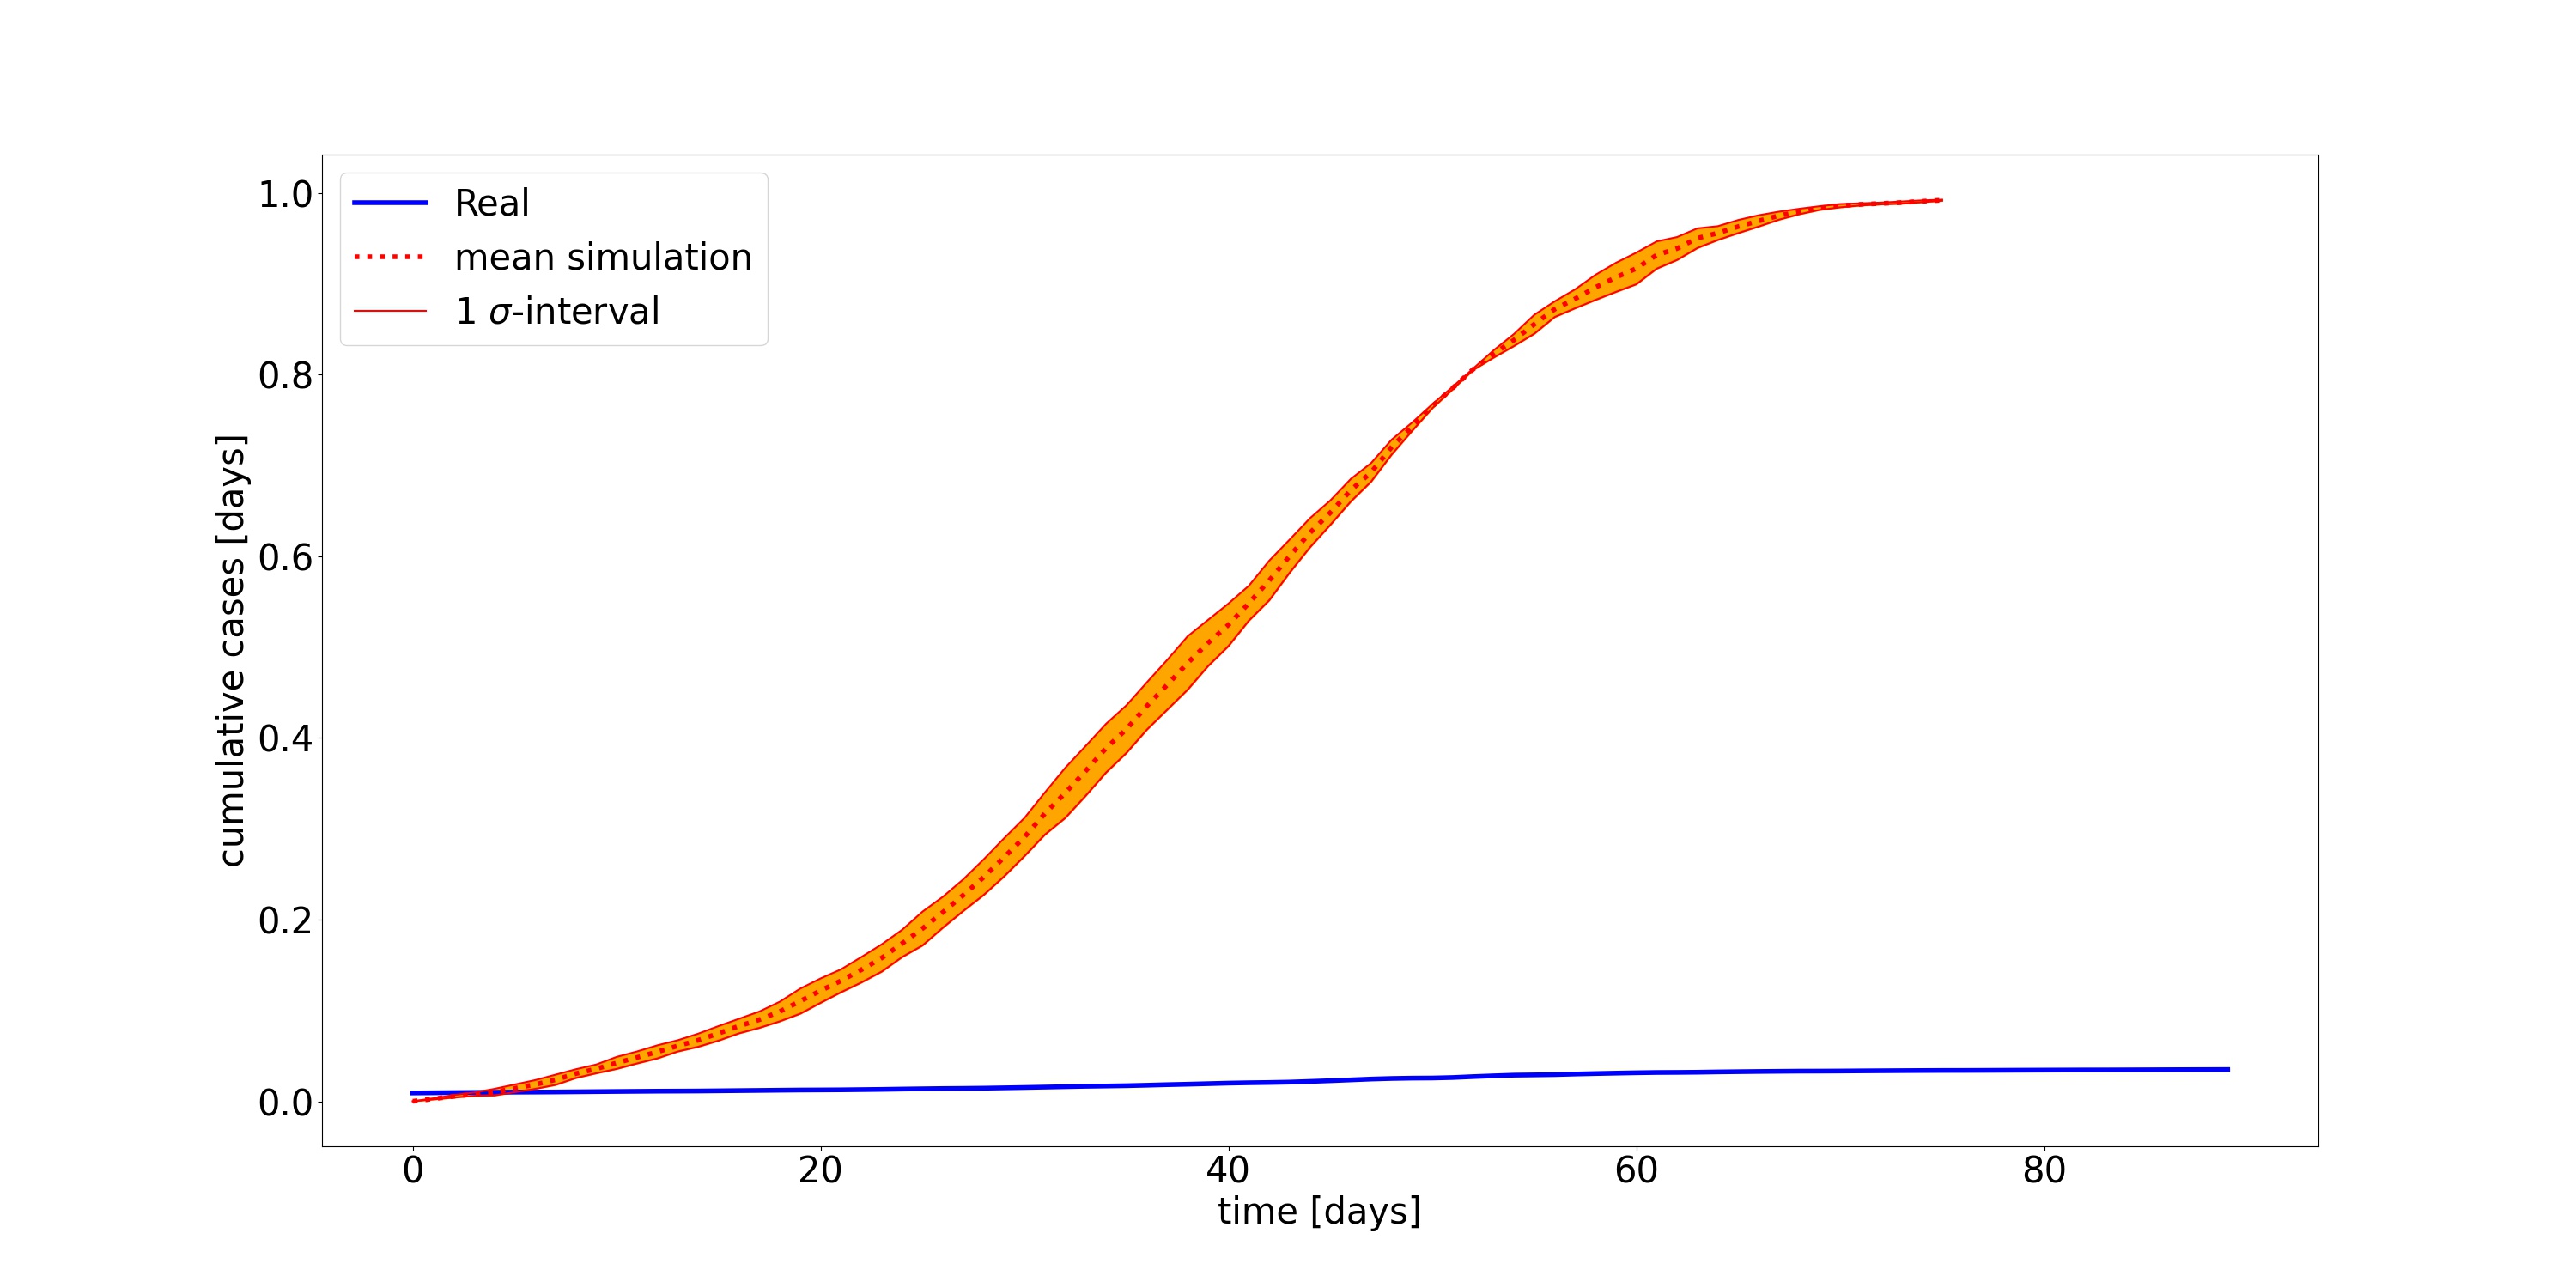 Real
mean simulation
1 σ-interval
1.0
0.8
0.6
0.4
0.2
0.0
cumulative cases [days]
0 20 40 60 80
time [days]